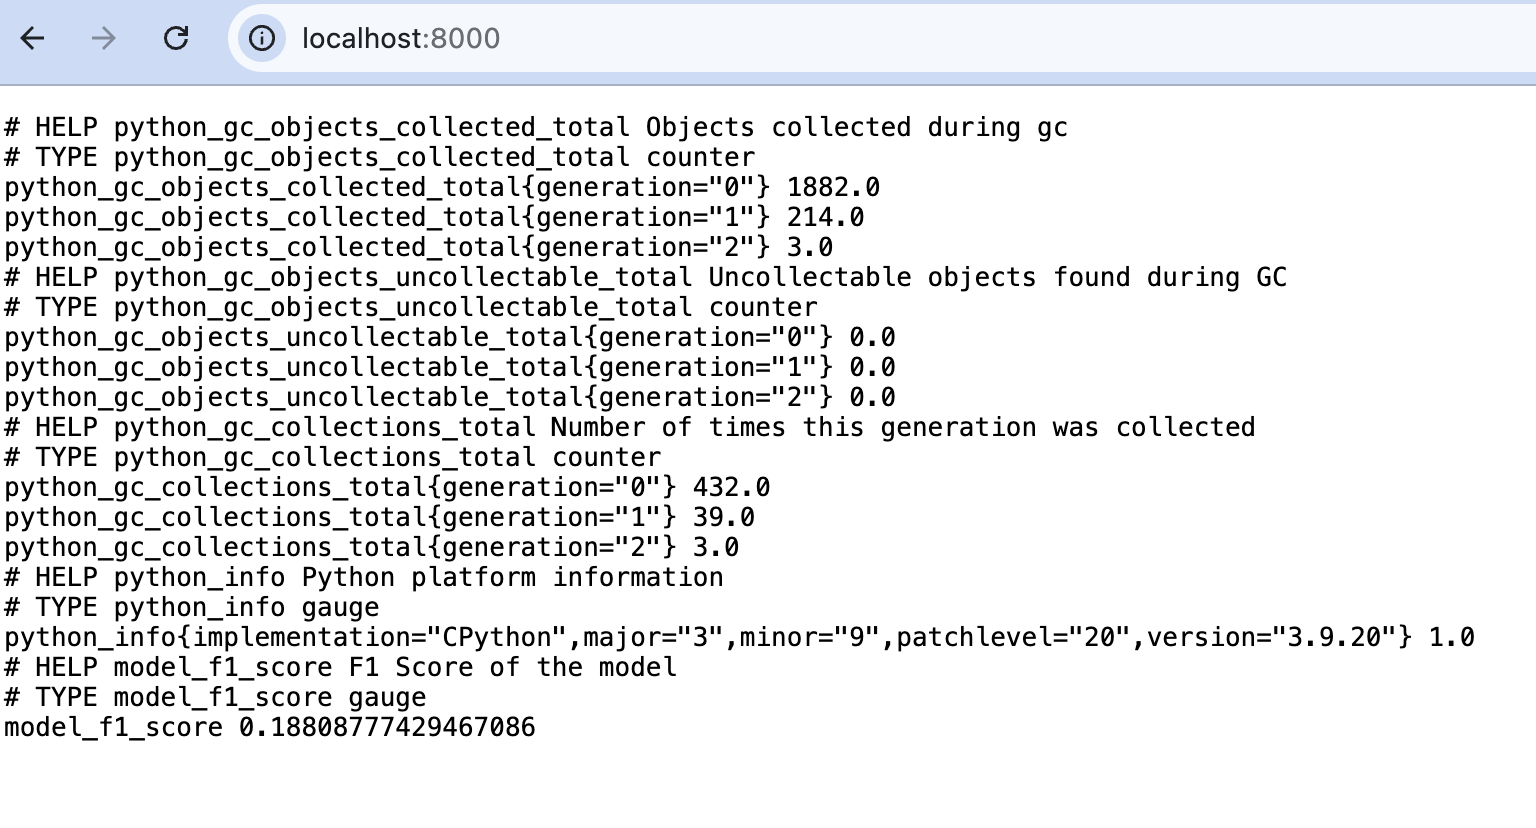 localhost:8000
# HELP python_gc_objects_collected_total Objects collected during gc
# TYPE python_gc_objects_collected_total counter
python_gc_objects_collected_total{generation="0"} 1882.0
python_gc_objects_collected_total{generation="1"} 214.0
python_gc_objects_collected_total{generation="2"} 3.0
# HELP python_gc_objects_uncollectable_total Uncollectable objects found during GC
# TYPE python_gc_objects_uncollectable_total counter
python_gc_objects_uncollectable_total{generation="0"} 0.0
python_gc_objects_uncollectable_total{generation="1"} 0.0
python_gc_objects_uncollectable_total{generation="2"} 0.0
# HELP python_gc_collections_total Number of times this generation was collected
# TYPE python_gc_collections_total counter
python_gc_collections_total{generation="0"} 432.0
python_gc_collections_total{generation="1"} 39.0
python_gc_collections_total{generation="2"} 3.0
# HELP python_info Python platform information
# TYPE python_info gauge
python_info{implementation="CPython",major="3",minor="9",patchlevel="20",version="3.9.20"} 1.0
# HELP model_f1_score F1 Score of the model
# TYPE model_f1_score gauge
model_f1_score 0.18808777429467086